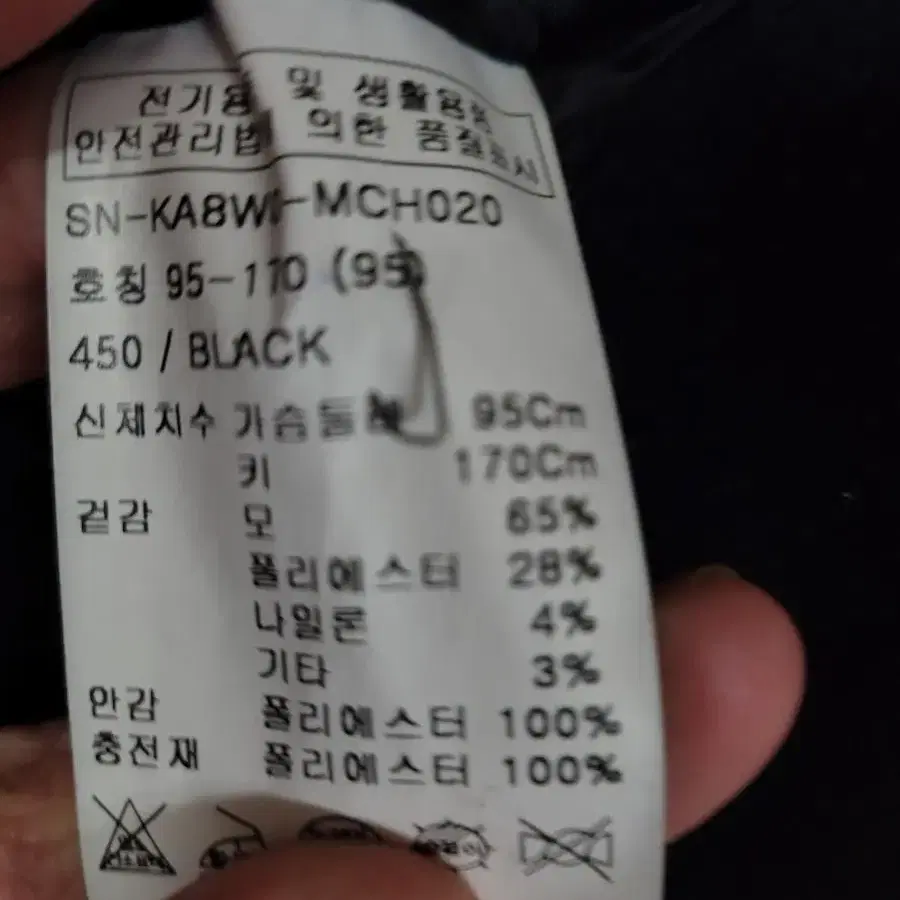 전기용 및 생활용품
안전관리법 의한 품질표시
SN-KA8WI-MCH020
호칭 95-170 (95)
450 / BLACK
신체치수 가슴둘레 95Cm
키 170Cm
겉감 모 65%
폴리에스터 28%
나일론 4%
기타 3%
안감 폴리에스터 100%
충전재 폴리에스터 100%